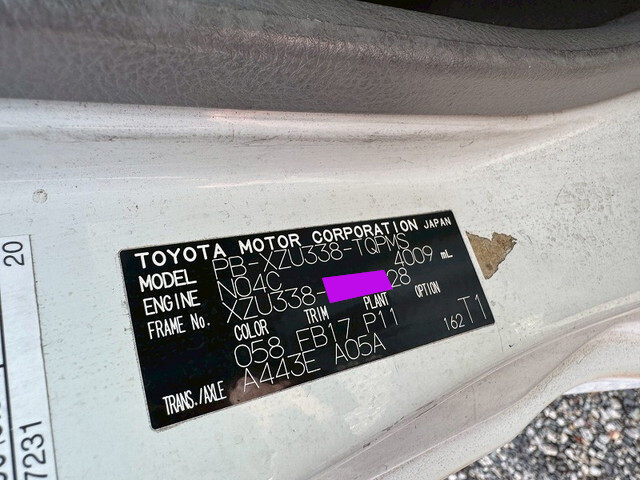 TOYOTA MOTOR CORPORATION JAPAN
MODEL PB-XZU338-TQPMS
ENGINE N04C 4009 mL
FRAME No. XZU338- 28
COLOR TRIM PLANT OPTION
058 FB17 P11 162 T1
TRANS./AXLE A443E A05A
20
7231